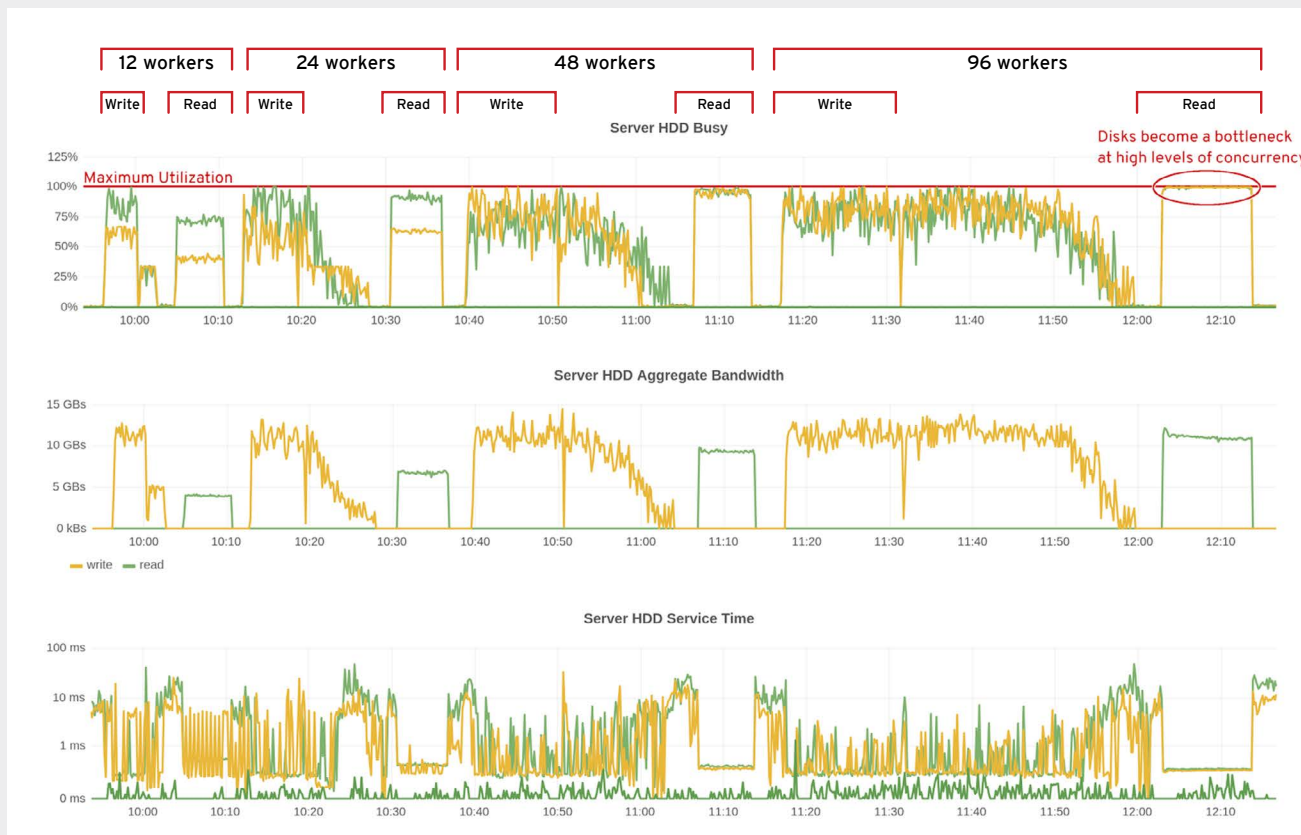 12 workers 24 workers 48 workers 96 workers
Write Read Write Read Write Read Write Read
Server HDD Busy
Disks become a bottleneck
at high levels of concurrency
125%
Maximum Utilization
100%
75%
50%
25%
0%
10:00 10:10 10:20 10:30 10:40 10:50 11:00 11:10 11:20 11:30 11:40 11:50 12:00 12:10
Server HDD Aggregate Bandwidth
15 GBs
10 GBs
5 GBs
0 kBs
10:00 10:10 10:20 10:30 10:40 10:50 11:00 11:10 11:20 11:30 11:40 11:50 12:00 12:10
write read
Server HDD Service Time
100 ms
10 ms
1 ms
0 ms
10:00 10:10 10:20 10:30 10:40 10:50 11:00 11:10 11:20 11:30 11:40 11:50 12:00 12:10